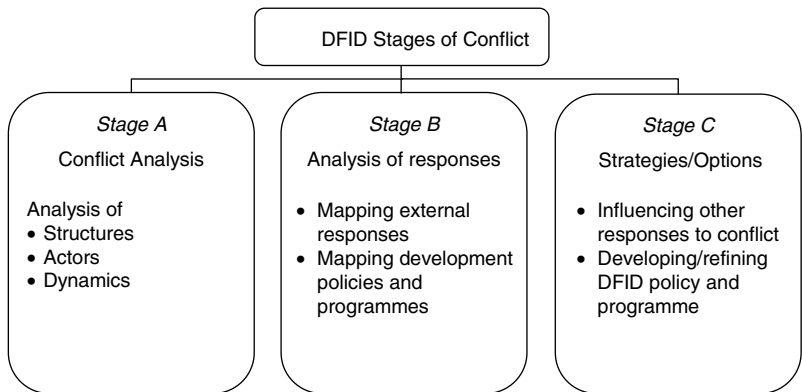 DFID Stages of Conflict
Stage A
Conflict Analysis
Analysis of
• Structures
• Actors
• Dynamics
Stage B
Analysis of responses
• Mapping external
responses
• Mapping development
policies and
programmes
Stage C
Strategies/Options
• Influencing other
responses to conflict
• Developing/refining
DFID policy and
programme